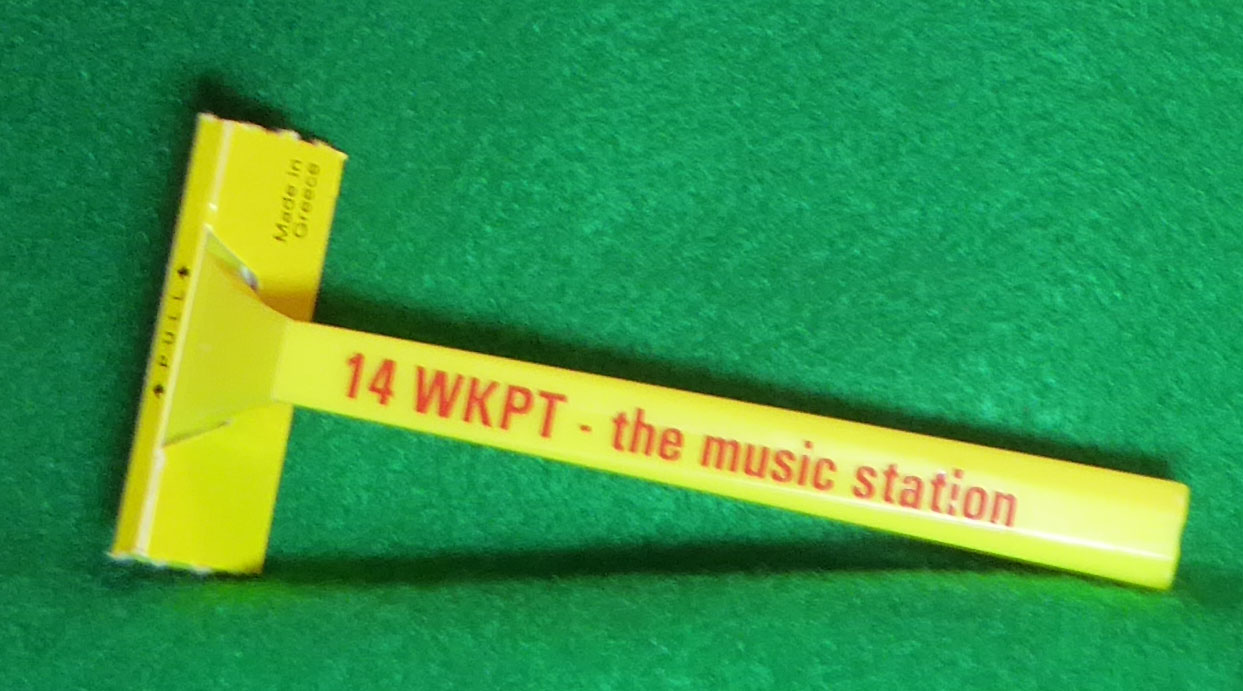 Made in
Greece
PULL
14 WKPT - the music station